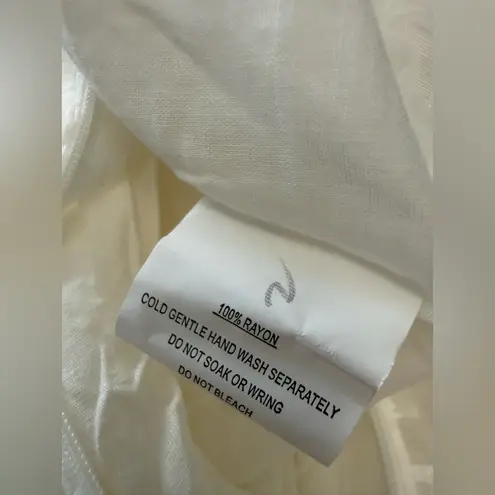 100% RAYON
COLD GENTLE HAND WASH SEPARATELY
DO NOT SOAK OR WRING
DO NOT BLEACH